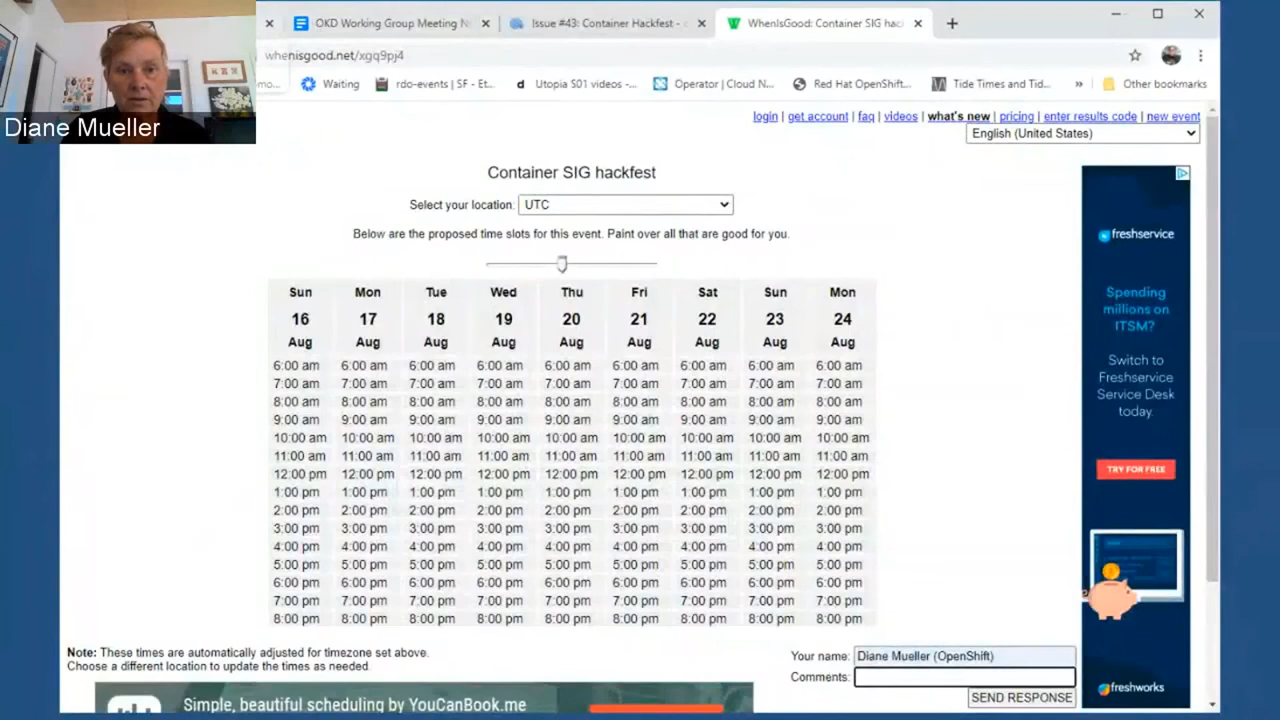 OKD Working Group Meeting N
Issue #43: Container Hackfest -
WhenIsGood: Container SIG hac
whenisgood.net/xgq9pj4
mo...
Waiting
rdo-events | SF - Et...
Utopia S01 videos -...
Operator | Cloud N...
Red Hat OpenShift...
Tide Times and Tid...
»
Other bookmarks
Diane Mueller
login | get account | faq | videos | what's new | pricing | enter results code | new event
English (United States)
Container SIG hackfest
Select your location: UTC
Below are the proposed time slots for this event. Paint over all that are good for you.
Sun Mon Tue Wed Thu Fri Sat Sun Mon
16 17 18 19 20 21 22 23 24
Aug Aug Aug Aug Aug Aug Aug Aug Aug
6:00 am 6:00 am 6:00 am 6:00 am 6:00 am 6:00 am 6:00 am 6:00 am 6:00 am
7:00 am 7:00 am 7:00 am 7:00 am 7:00 am 7:00 am 7:00 am 7:00 am 7:00 am
8:00 am 8:00 am 8:00 am 8:00 am 8:00 am 8:00 am 8:00 am 8:00 am 8:00 am
9:00 am 9:00 am 9:00 am 9:00 am 9:00 am 9:00 am 9:00 am 9:00 am 9:00 am
10:00 am 10:00 am 10:00 am 10:00 am 10:00 am 10:00 am 10:00 am 10:00 am 10:00 am
11:00 am 11:00 am 11:00 am 11:00 am 11:00 am 11:00 am 11:00 am 11:00 am 11:00 am
12:00 pm 12:00 pm 12:00 pm 12:00 pm 12:00 pm 12:00 pm 12:00 pm 12:00 pm 12:00 pm
1:00 pm 1:00 pm 1:00 pm 1:00 pm 1:00 pm 1:00 pm 1:00 pm 1:00 pm 1:00 pm
2:00 pm 2:00 pm 2:00 pm 2:00 pm 2:00 pm 2:00 pm 2:00 pm 2:00 pm 2:00 pm
3:00 pm 3:00 pm 3:00 pm 3:00 pm 3:00 pm 3:00 pm 3:00 pm 3:00 pm 3:00 pm
4:00 pm 4:00 pm 4:00 pm 4:00 pm 4:00 pm 4:00 pm 4:00 pm 4:00 pm 4:00 pm
5:00 pm 5:00 pm 5:00 pm 5:00 pm 5:00 pm 5:00 pm 5:00 pm 5:00 pm 5:00 pm
6:00 pm 6:00 pm 6:00 pm 6:00 pm 6:00 pm 6:00 pm 6:00 pm 6:00 pm 6:00 pm
7:00 pm 7:00 pm 7:00 pm 7:00 pm 7:00 pm 7:00 pm 7:00 pm 7:00 pm 7:00 pm
8:00 pm 8:00 pm 8:00 pm 8:00 pm 8:00 pm 8:00 pm 8:00 pm 8:00 pm 8:00 pm
Note: These times are automatically adjusted for timezone set above.
Choose a different location to update the times as needed.
Your name: Diane Mueller (OpenShift)
Comments:
SEND RESPONSE
Simple, beautiful scheduling by YouCanBook.me
freshservice
Spending
millions on
ITSM?
Switch to
Freshservice
Service Desk
today.
TRY FOR FREE
freshworks